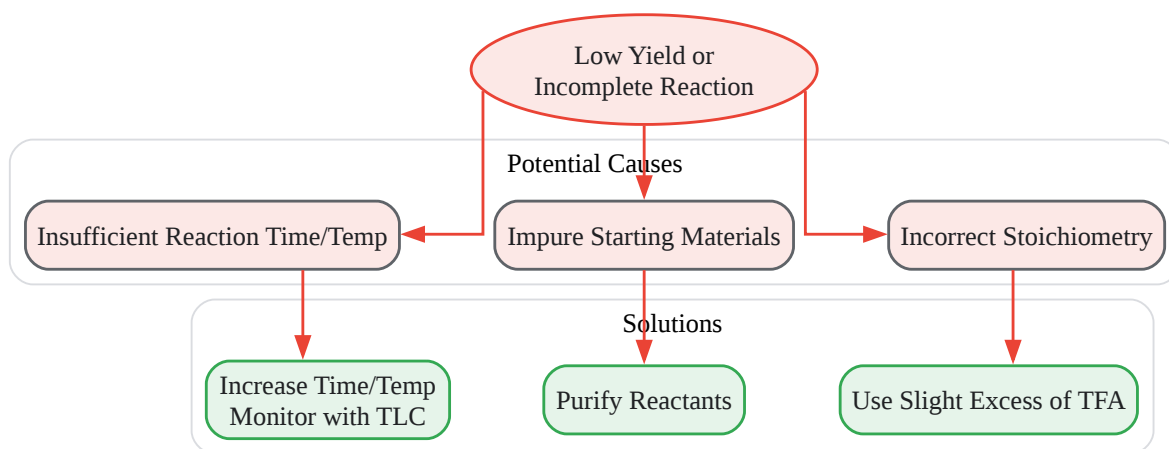 Low Yield or
Incomplete Reaction
Potential Causes
Insufficient Reaction Time/Temp
Impure Starting Materials
Incorrect Stoichiometry
Solutions
Increase Time/Temp
Monitor with TLC
Purify Reactants
Use Slight Excess of TFA